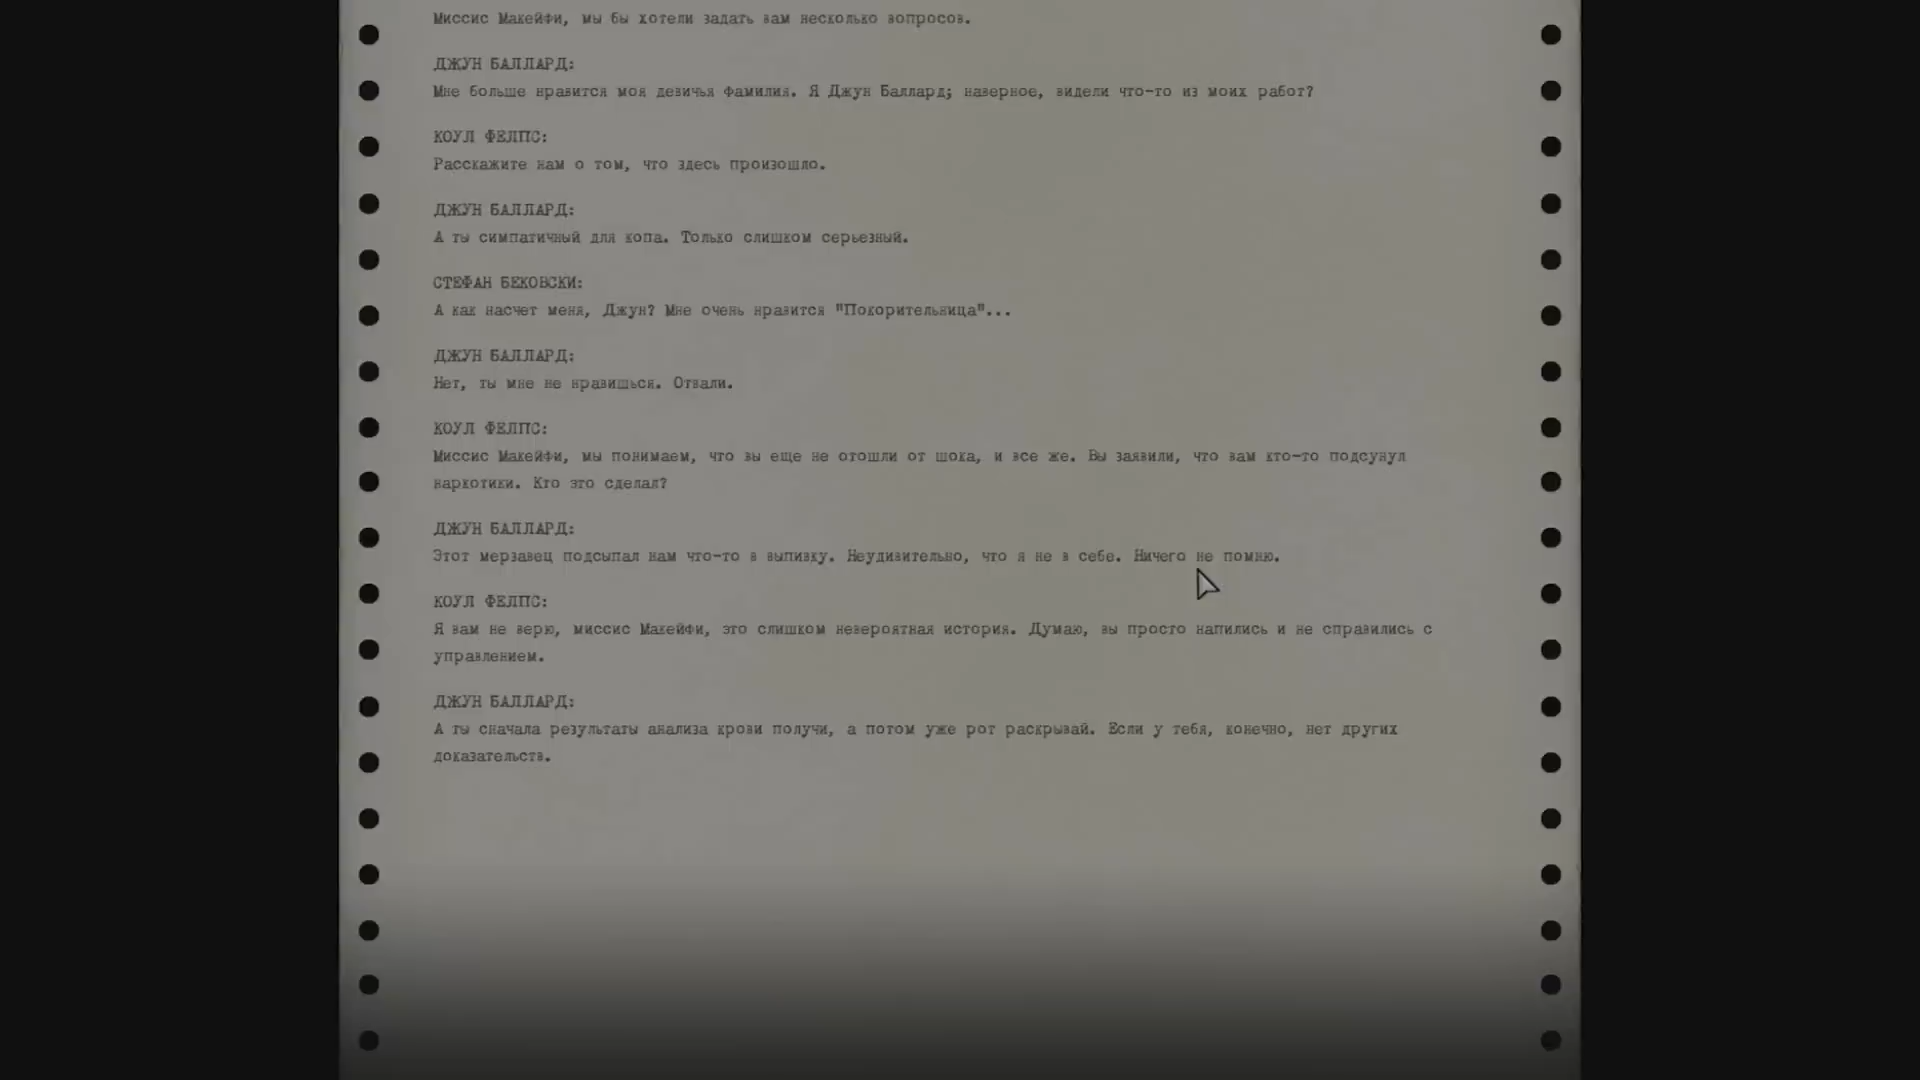 Миссис Макейфи, мы бы хотели задать вам несколько вопросов.
ДЖУН БАЛЛАРД:
Мне больше нравится моя девичья фамилия. Я Джун Баллард; наверное, видели что-то из моих работ?
КОУЛ ФЕЛПС:
Расскажите нам о том, что здесь произошло.
ДЖУН БАЛЛАРД:
А ты симпатичный для копа. Только слишком серьезный.
СТЕФАН БЕКОВСКИ:
А как насчет меня, Джун? Мне очень нравится "Покорительница"...
ДЖУН БАЛЛАРД:
Нет, ты мне не нравишься. Отвали.
КОУЛ ФЕЛПС:
Миссис Макейфи, мы понимаем, что вы еще не отошли от шока, и все же. Вы заявили, что вам кто-то подсунул
наркотики. Кто это сделал?
ДЖУН БАЛЛАРД:
Этот мерзавец подсыпал нам что-то в выпивку. Неудивительно, что я не в себе. Ничего не помню.
КОУЛ ФЕЛПС:
Я вам не верю, миссис Макейфи, это слишком невероятная история. Думаю, вы просто напились и не справились с
управлением.
ДЖУН БАЛЛАРД:
А ты сначала результаты анализа крови получи, а потом уже рот раскрывай. Если у тебя, конечно, нет других
доказательств.